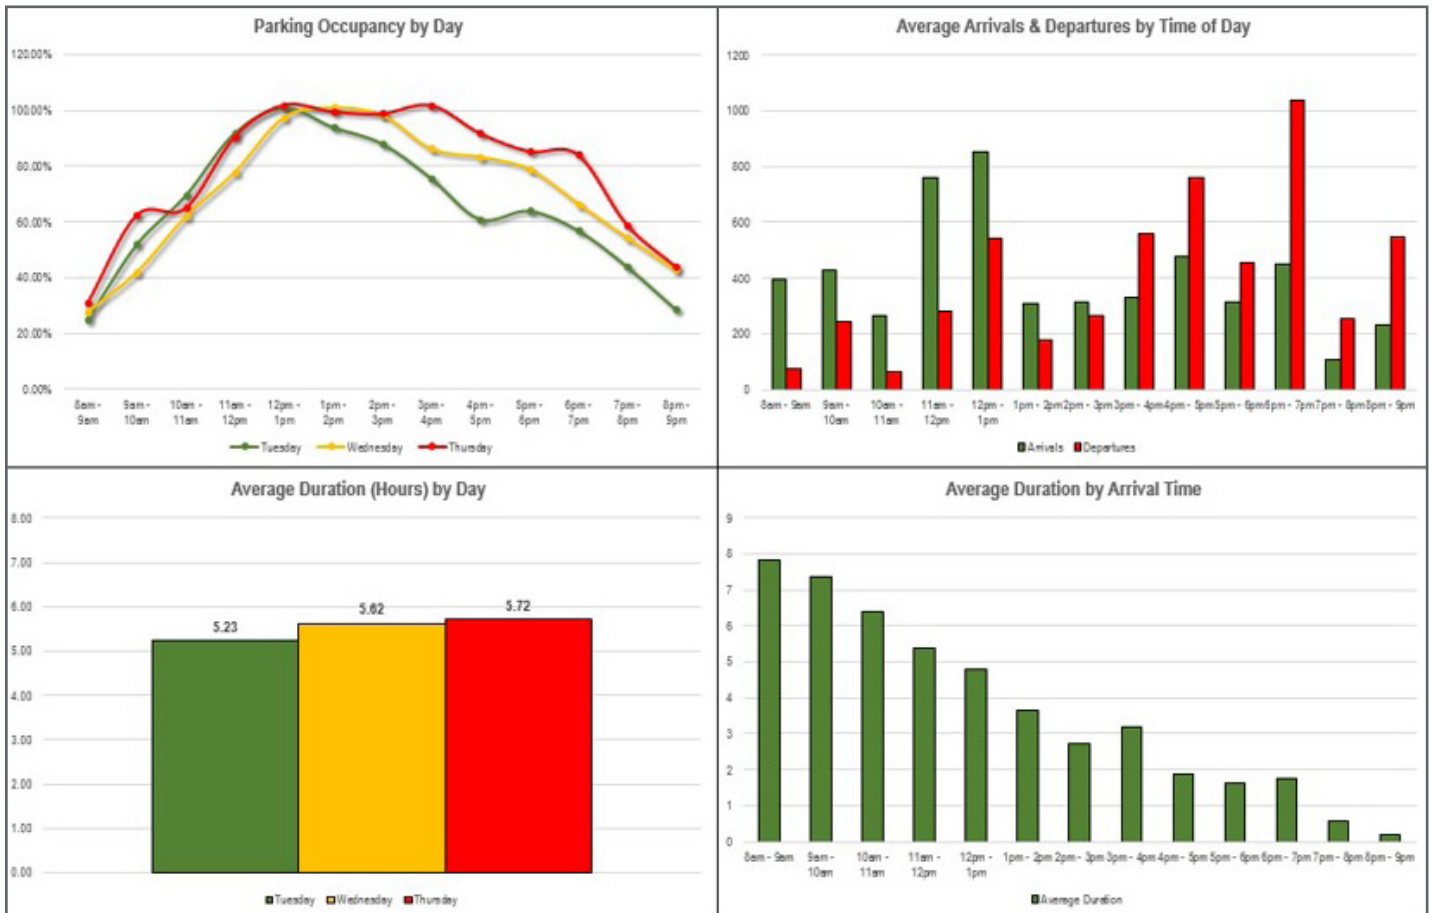 Parking Occupancy by Day
120.00%
100.00%
80.00%
60.00%
40.00%
20.00%
0.00%
8am - 9am - 10am - 11am - 12pm - 1pm - 2pm - 3pm - 4pm - 5pm - 6pm - 7pm - 8pm -
9am 10am 11am 12pm 1pm 2pm 3pm 4pm 5pm 6pm 7pm 8pm 9pm
Tuesday Wednesday Thursday
Average Arrivals & Departures by Time of Day
1200
1000
800
600
400
200
0
8am - 9am 9am - 10am - 11am - 12pm - 1pm - 2pm 2pm - 3pm 3pm - 4pm 4pm - 5pm 5pm - 6pm 6pm - 7pm 7pm - 8pm 8pm - 9pm
10am 11am 12pm 1pm
Arrivals Departures
Average Duration (Hours) by Day
8.00
7.00
6.00
5.00
4.00
3.00
2.00
1.00
0.00
5.23
5.62
5.72
Tuesday Wednesday Thursday
Average Duration by Arrival Time
9
8
7
6
5
4
3
2
1
0
8am - 9am 9am - 10am - 11am - 12pm - 1pm - 2pm 2pm - 3pm 3pm - 4pm 4pm - 5pm 5pm - 6pm 6pm - 7pm 7pm - 8pm 8pm - 9pm
10am 11am 12pm 1pm
Average Duration